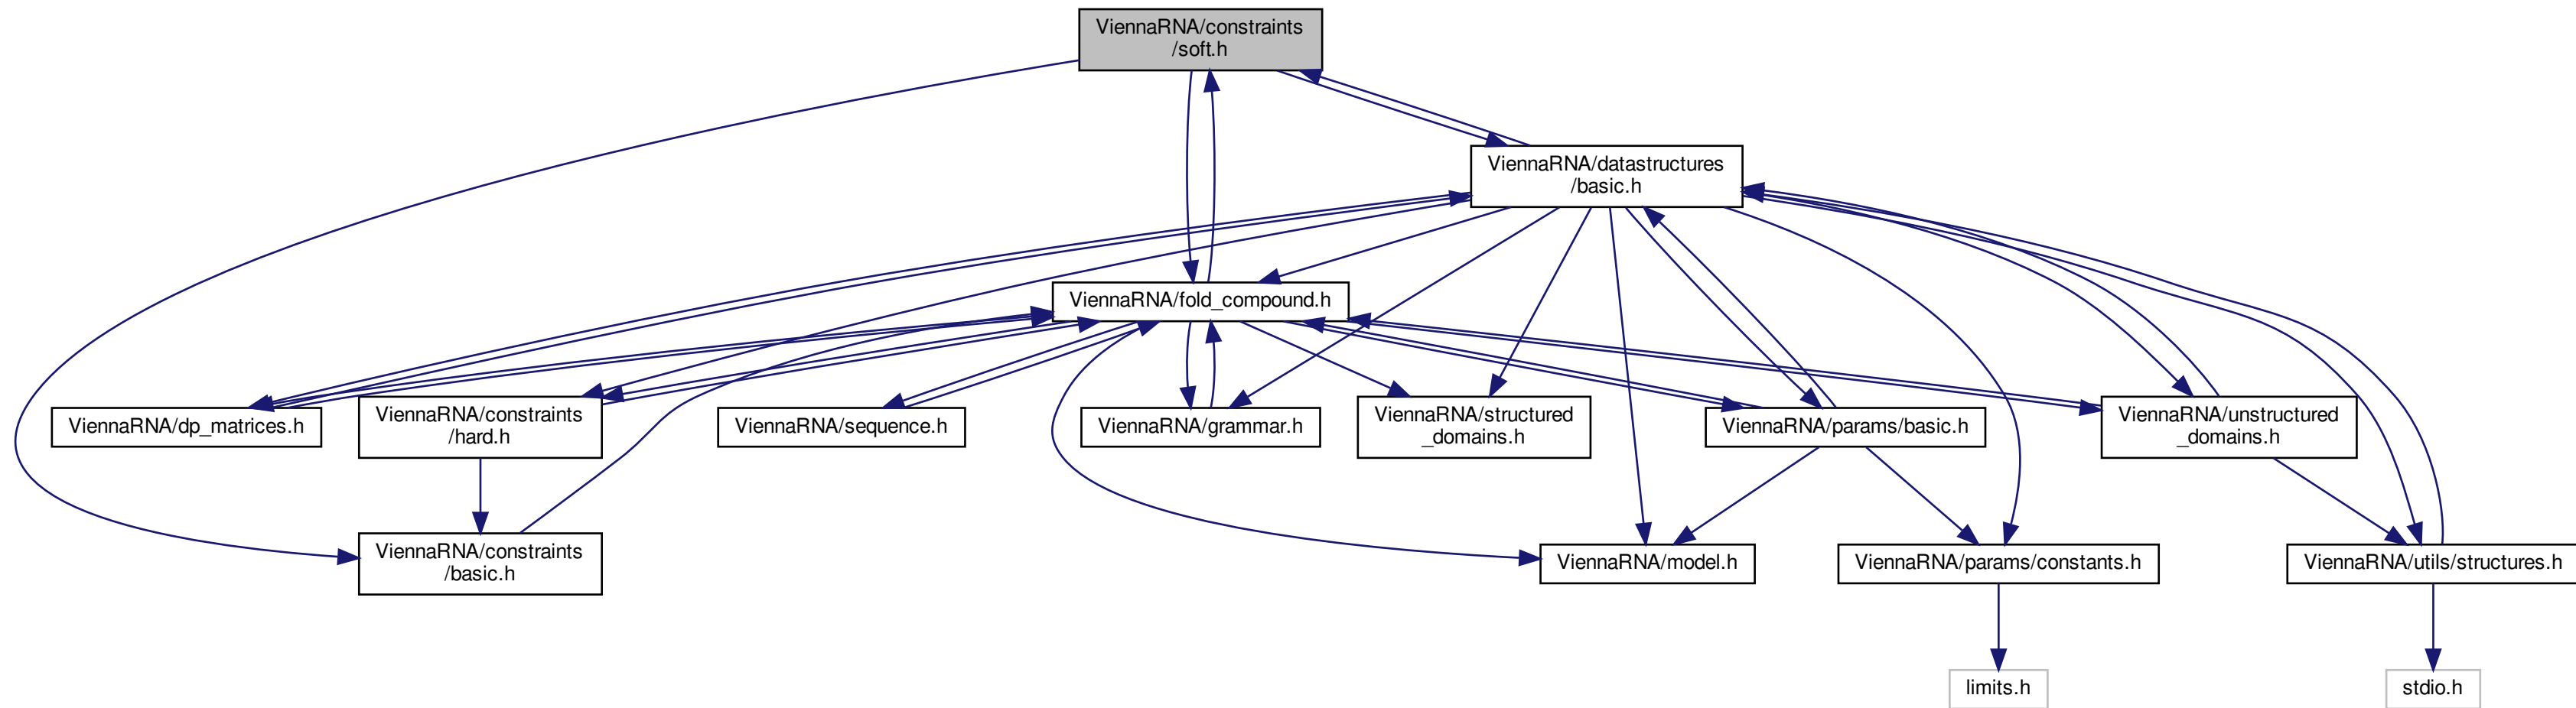 ViennaRNA/constraints
/soft.h
ViennaRNA/datastructures
/basic.h
ViennaRNA/fold_compound.h
ViennaRNA/dp_matrices.h
ViennaRNA/constraints
/hard.h
ViennaRNA/sequence.h
ViennaRNA/grammar.h
ViennaRNA/structured
_domains.h
ViennaRNA/params/basic.h
ViennaRNA/unstructured
_domains.h
ViennaRNA/constraints
/basic.h
ViennaRNA/model.h
ViennaRNA/params/constants.h
ViennaRNA/utils/structures.h
limits.h
stdio.h